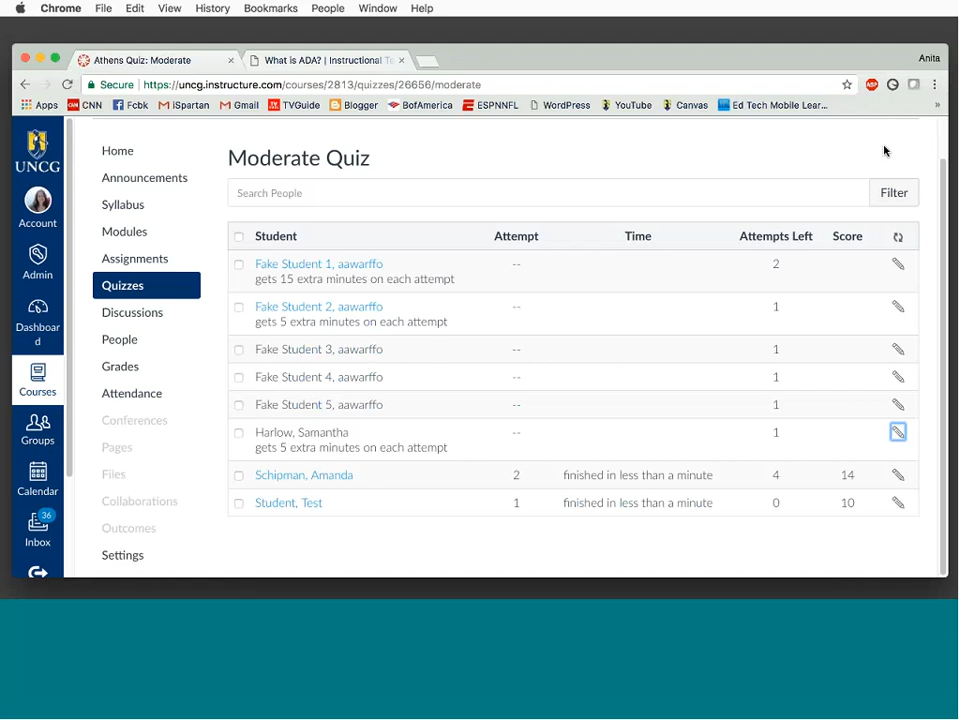 Chrome File Edit View History Bookmarks People Window Help
Athens Quiz: Moderate × What is ADA? | Instructional Te ×
Anita
Secure https://uncg.instructure.com/courses/2813/quizzes/26656/moderate
Apps CNN Fcbk iSpartan Gmail TVGuide Blogger BofAmerica ESPNNFL WordPress YouTube Canvas Ed Tech Mobile Lear... »
UNCG
Account
Admin
Dashboar
d
Courses
Groups
Calendar
36
Inbox
Home
Announcements
Syllabus
Modules
Assignments
Quizzes
Discussions
People
Grades
Attendance
Conferences
Pages
Files
Collaborations
Outcomes
Settings
Moderate Quiz
Search People Filter
Student Attempt Time Attempts Left Score
Fake Student 1, aawarffo -- 2
gets 15 extra minutes on each attempt
Fake Student 2, aawarffo -- 1
gets 5 extra minutes on each attempt
Fake Student 3, aawarffo -- 1
Fake Student 4, aawarffo -- 1
Fake Student 5, aawarffo -- 1
Harlow, Samantha -- 1
gets 5 extra minutes on each attempt
Schipman, Amanda 2 finished in less than a minute 4 14
Student, Test 1 finished in less than a minute 0 10